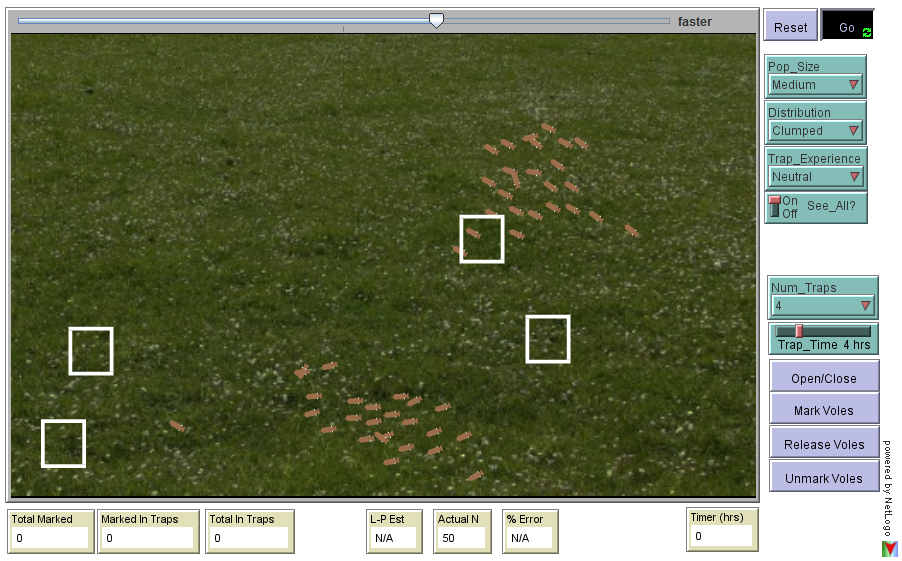 faster
Reset
Go
Pop_Size
Medium
Distribution
Clumped
Trap_Experience
Neutral
On
Off
See_All?
Num_Traps
4
Trap_Time 4 hrs
Open/Close
Mark Voles
Release Voles
Unmark Voles
powered by NetLogo
Total Marked
0
Marked In Traps
0
Total In Traps
0
L-P Est
N/A
Actual N
50
% Error
N/A
Timer (hrs)
0